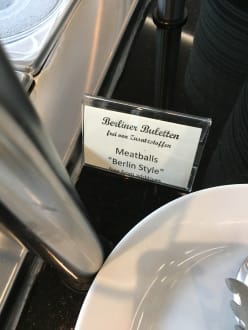 Berliner Buletten
frei von Zusatzstoffen
Meatballs
"Berlin Style"